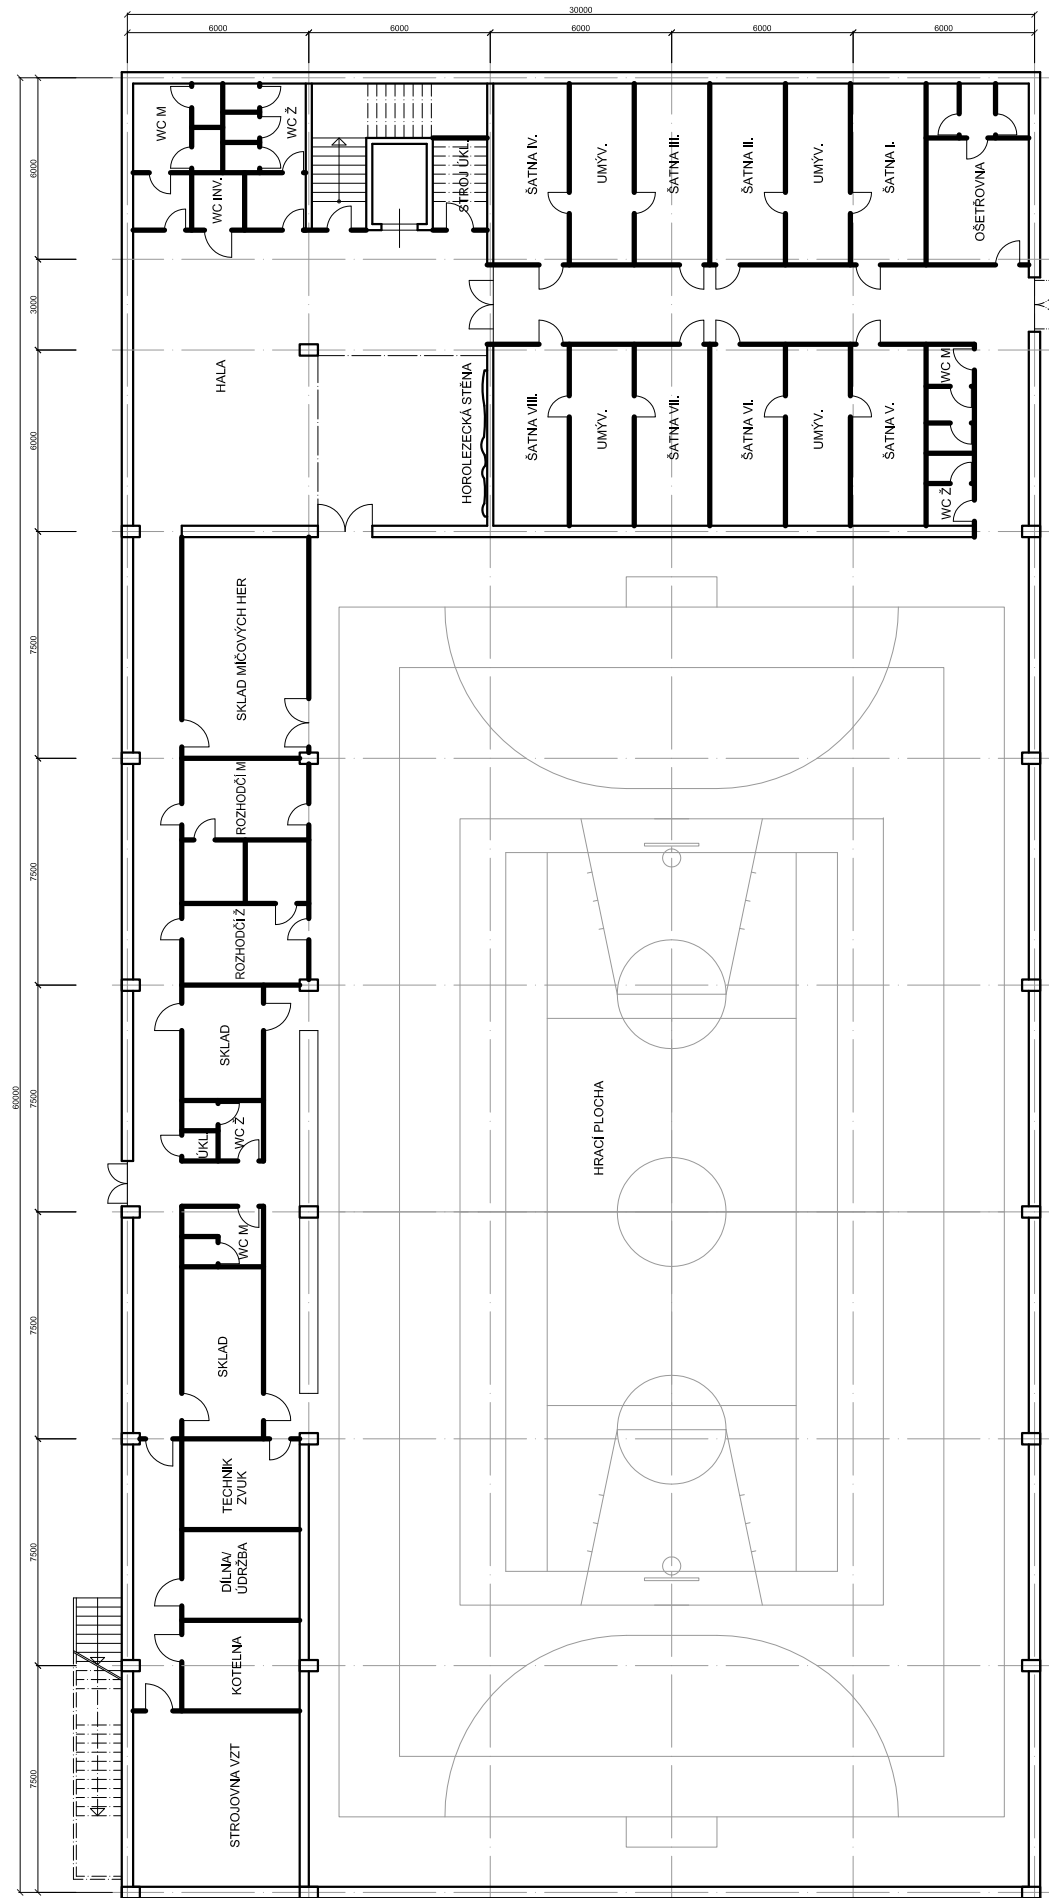 30000
6000
6000
6000
6000
6000
60000
6000
3000
6000
7500
7500
7500
7500
7500
7500
WC M
WC Ž
WC INV.
STROJ ÚKL.
ŠATNA IV.
UMÝV.
ŠATNA III.
ŠATNA II.
UMÝV.
ŠATNA I.
OŠETŘOVNA
HALA
HOROLEZECKÁ STĚNA
ŠATNA VIII.
UMÝV.
ŠATNA VII.
ŠATNA VI.
UMÝV.
ŠATNA V.
WC M
WC Ž
SKLAD MÍČOVÝCH HER
ROZHODČÍ M
ROZHODČÍ Ž
SKLAD
ÚKL.
WC Ž
HRACÍ PLOCHA
WC M
SKLAD
TECHNIK
ZVUK
DÍLNA/
ÚDRŽBA
KOTELNA
STROJOVNA VZT